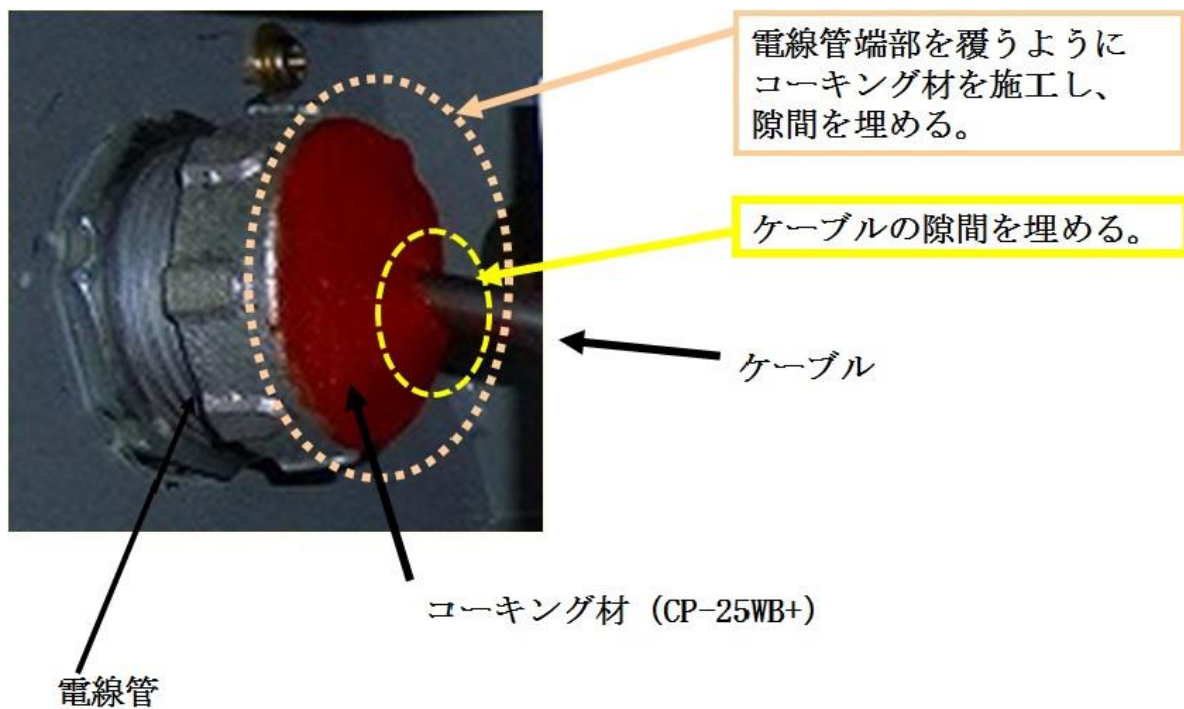 電線管端部を覆うように
コーキング材を施工し、
隙間を埋める。
ケーブルの隙間を埋める。
ケーブル
コーキング材（CP-25WB+）
電線管